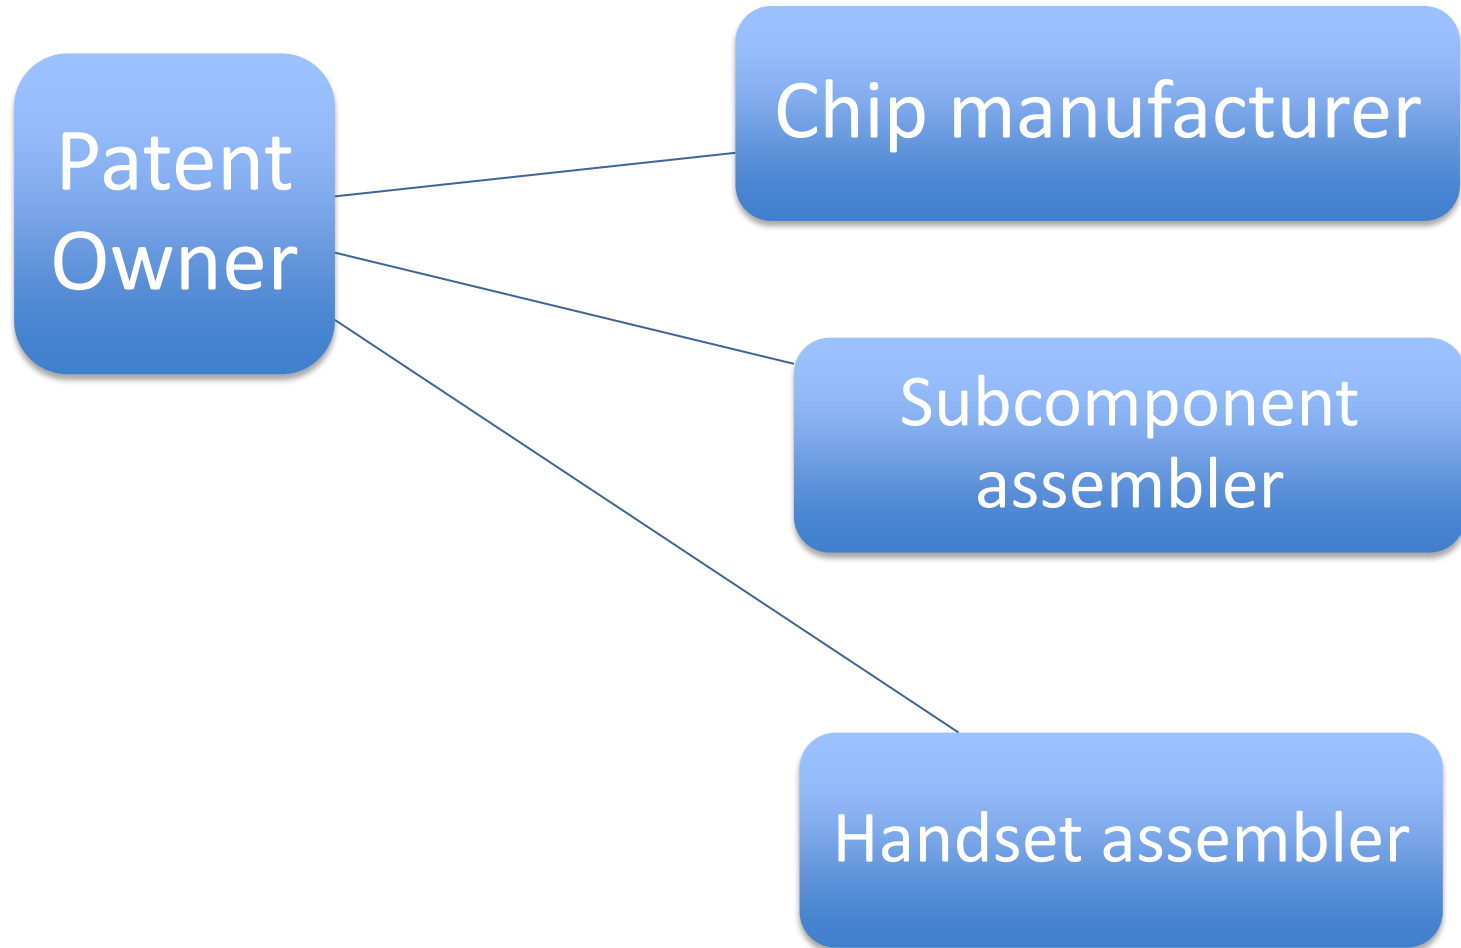 Patent
Owner
Chip manufacturer
Subcomponent
assembler
Handset assembler